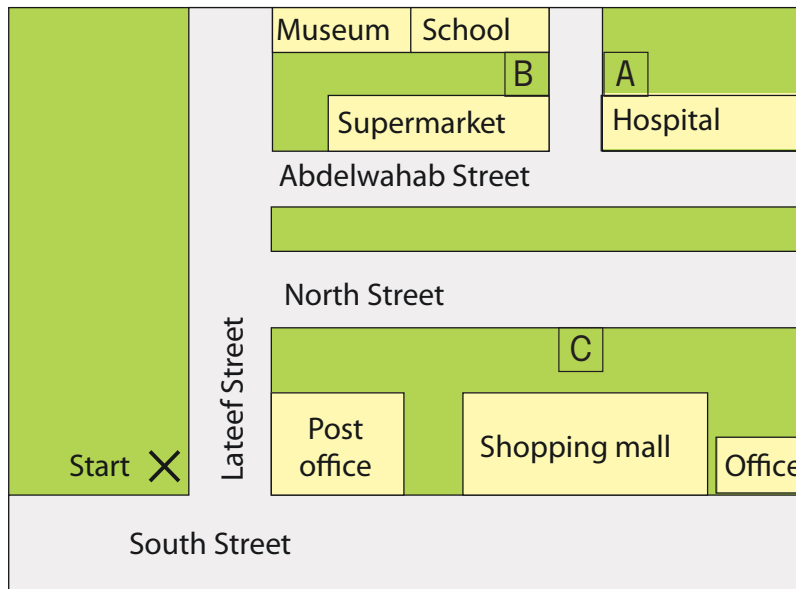 Museum
School
B
A
Supermarket
Hospital
Abdelwahab Street
North Street
C
Lateef Street
Post
office
Shopping mall
Office
Start
South Street